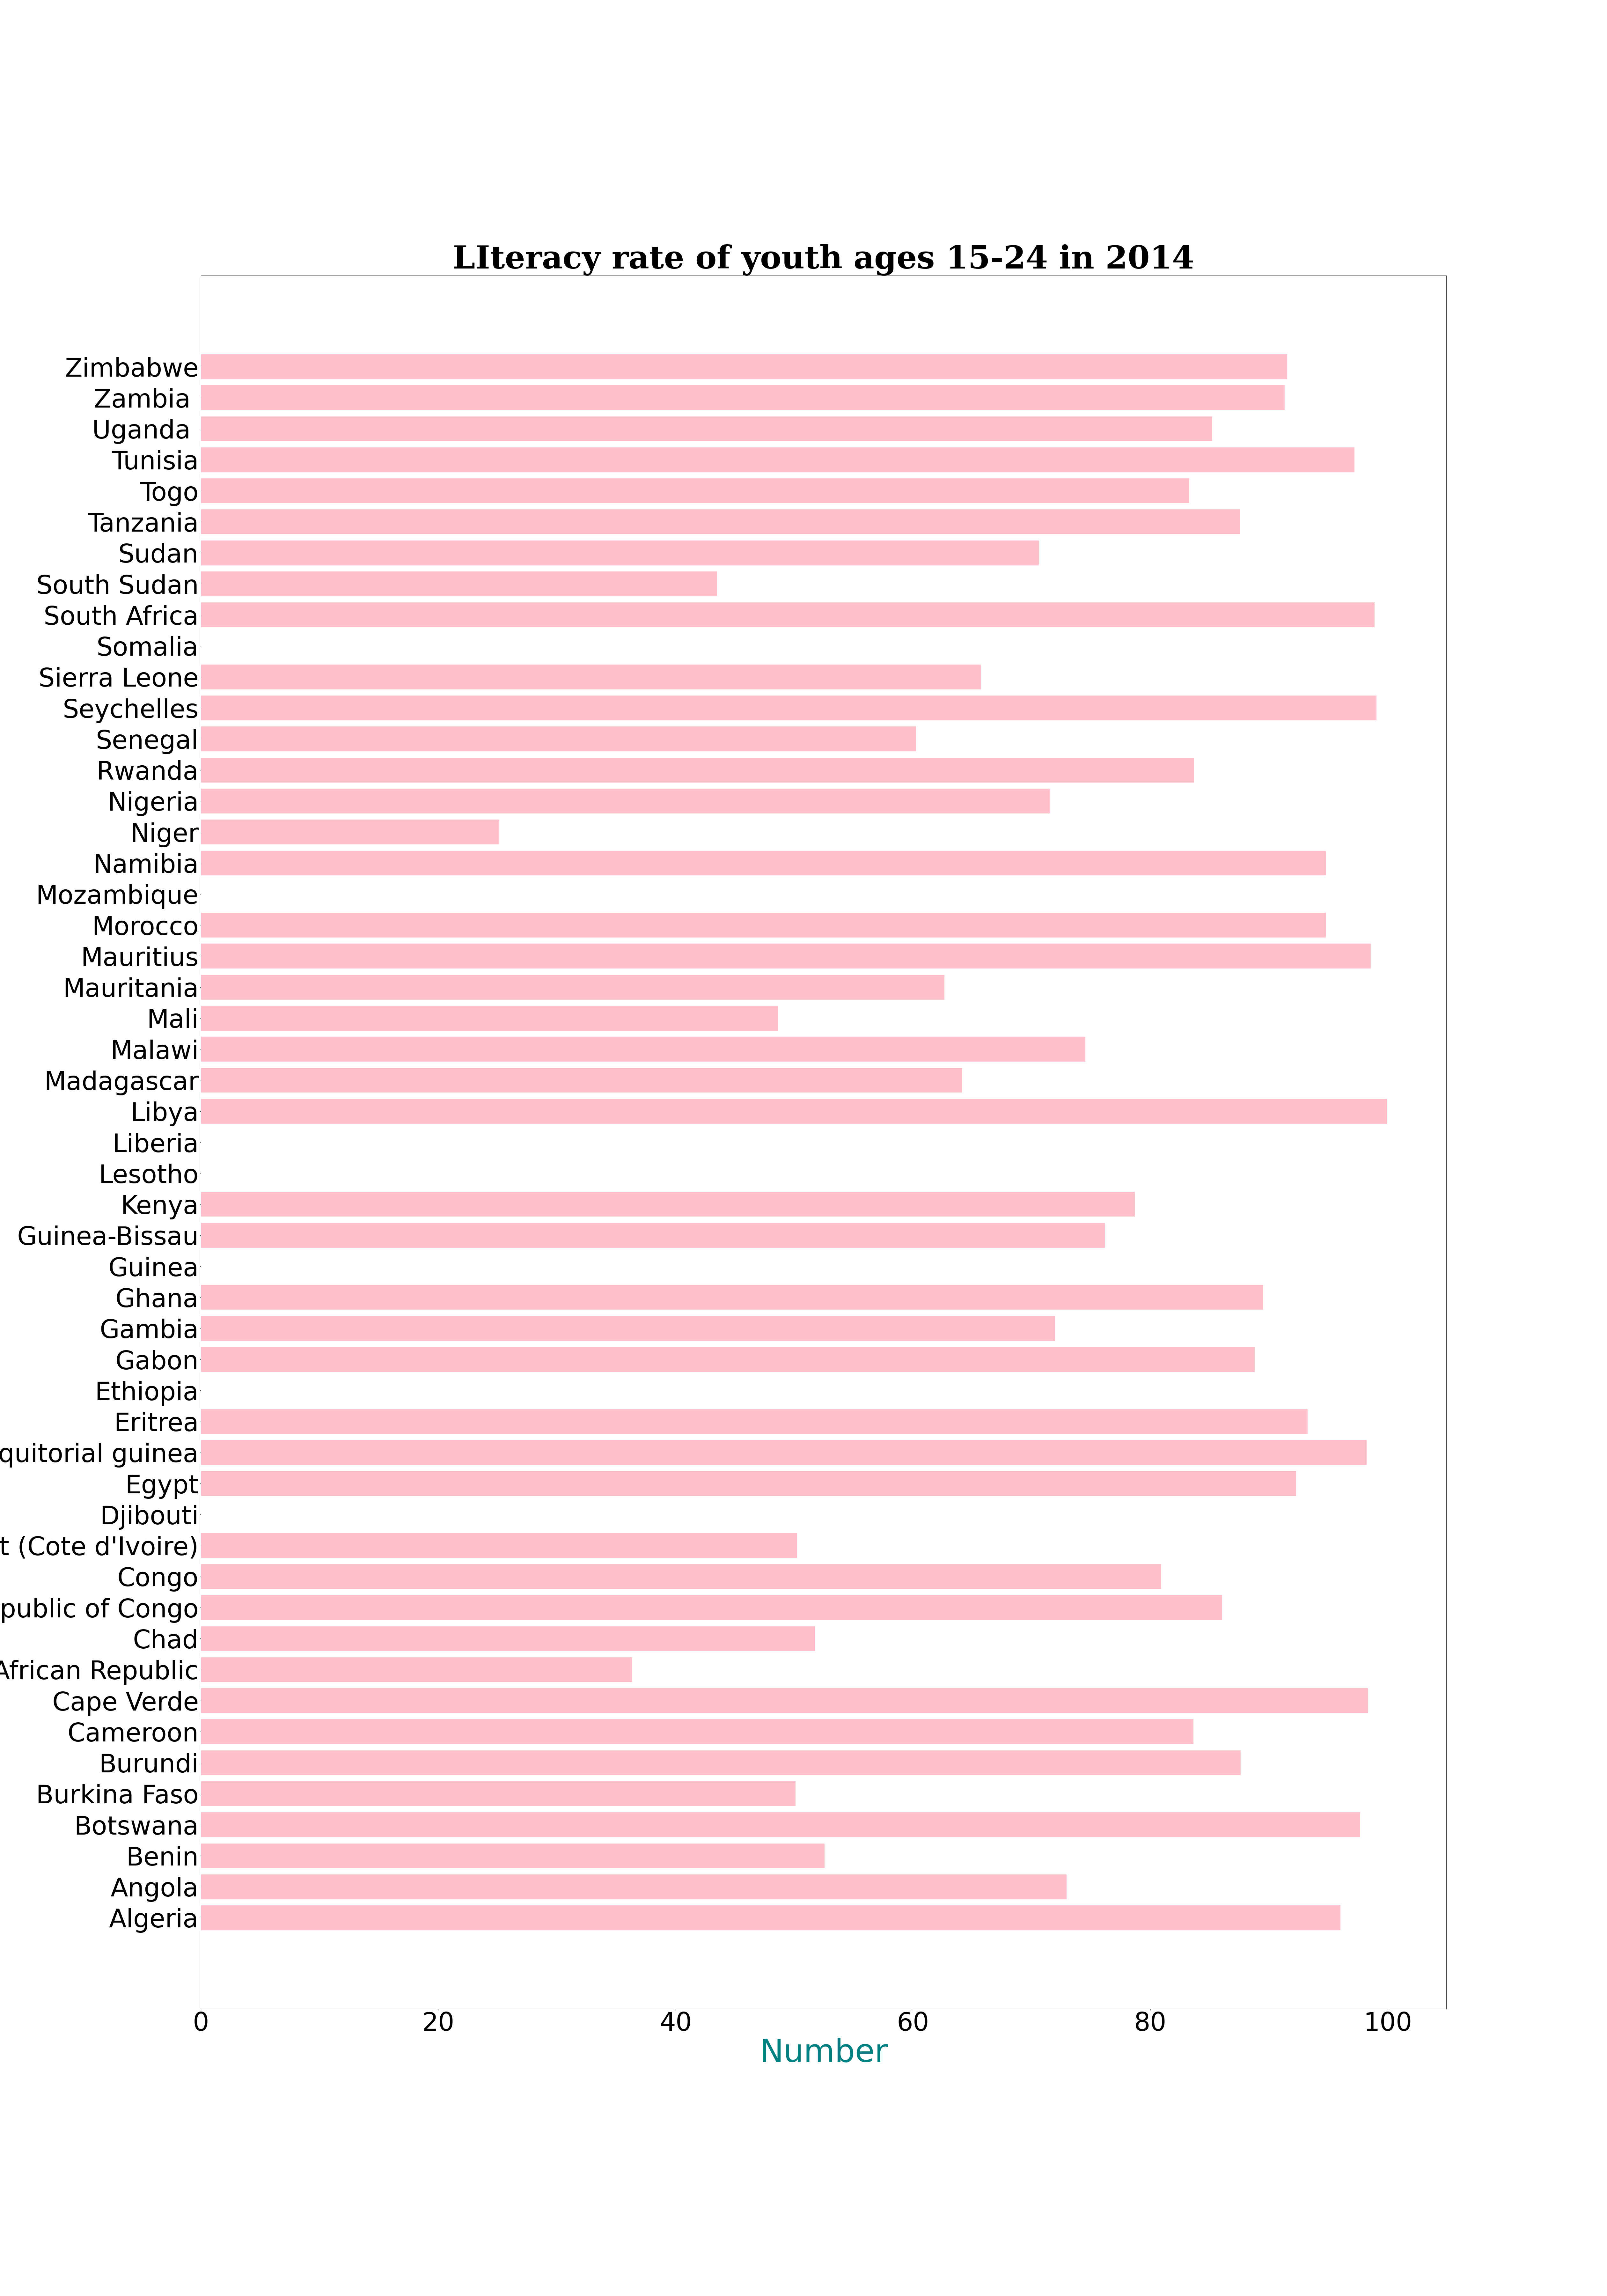 LIteracy rate of youth ages 15-24 in 2014
Zimbabwe
Zambia
Uganda
Tunisia
Togo
Tanzania
Sudan
South Sudan
South Africa
Somalia
Sierra Leone
Seychelles
Senegal
Rwanda
Nigeria
Niger
Namibia
Mozambique
Morocco
Mauritius
Mauritania
Mali
Malawi
Madagascar
Libya
Liberia
Lesotho
Kenya
Guinea-Bissau
Guinea
Ghana
Gambia
Gabon
Ethiopia
Eritrea
quitorial guinea
Egypt
Djibouti
t (Cote d'Ivoire)
Congo
public of Congo
Chad
African Republic
Cape Verde
Cameroon
Burundi
Burkina Faso
Botswana
Benin
Angola
Algeria
0 20 40 60 80 100
Number